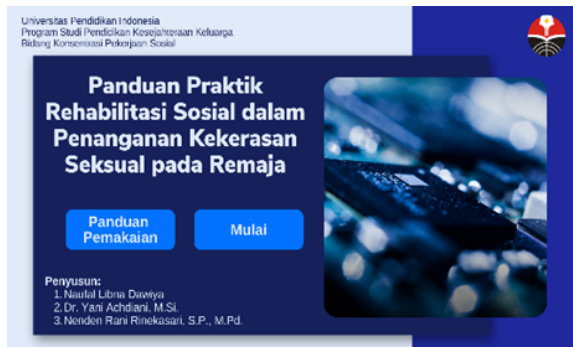 Universitas Pendidikan Indonesia
Program Studi Pendidikan Kesejahteraan Keluarga
Bidang Konsentrasi Pekerjaan Sosial
Panduan Praktik
Rehabilitasi Sosial dalam
Penanganan Kekerasan
Seksual pada Remaja
Panduan
Pemakaian
Mulai
Penyusun:
1. Naufal Libna Dawiya
2. Dr. Yani Achdiani, M.Si.
3. Nenden Rani Rinekasari, S.P., M.Pd.